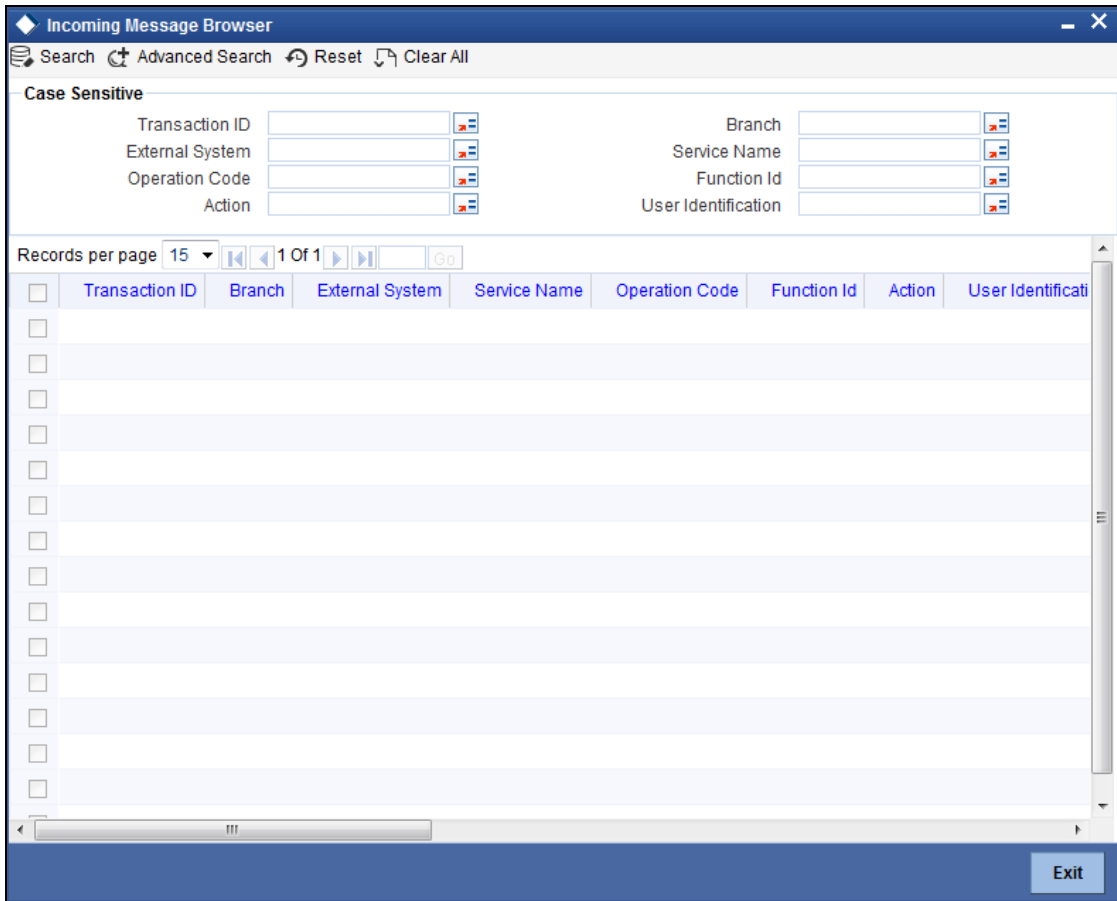 Incoming Message Browser
Search Advanced Search Reset Clear All
Case Sensitive
Transaction ID Branch
External System Service Name
Operation Code Function Id
Action User Identification
Records per page 15 1 Of 1 Go
Transaction ID Branch External System Service Name Operation Code Function Id Action User Identificati
Exit